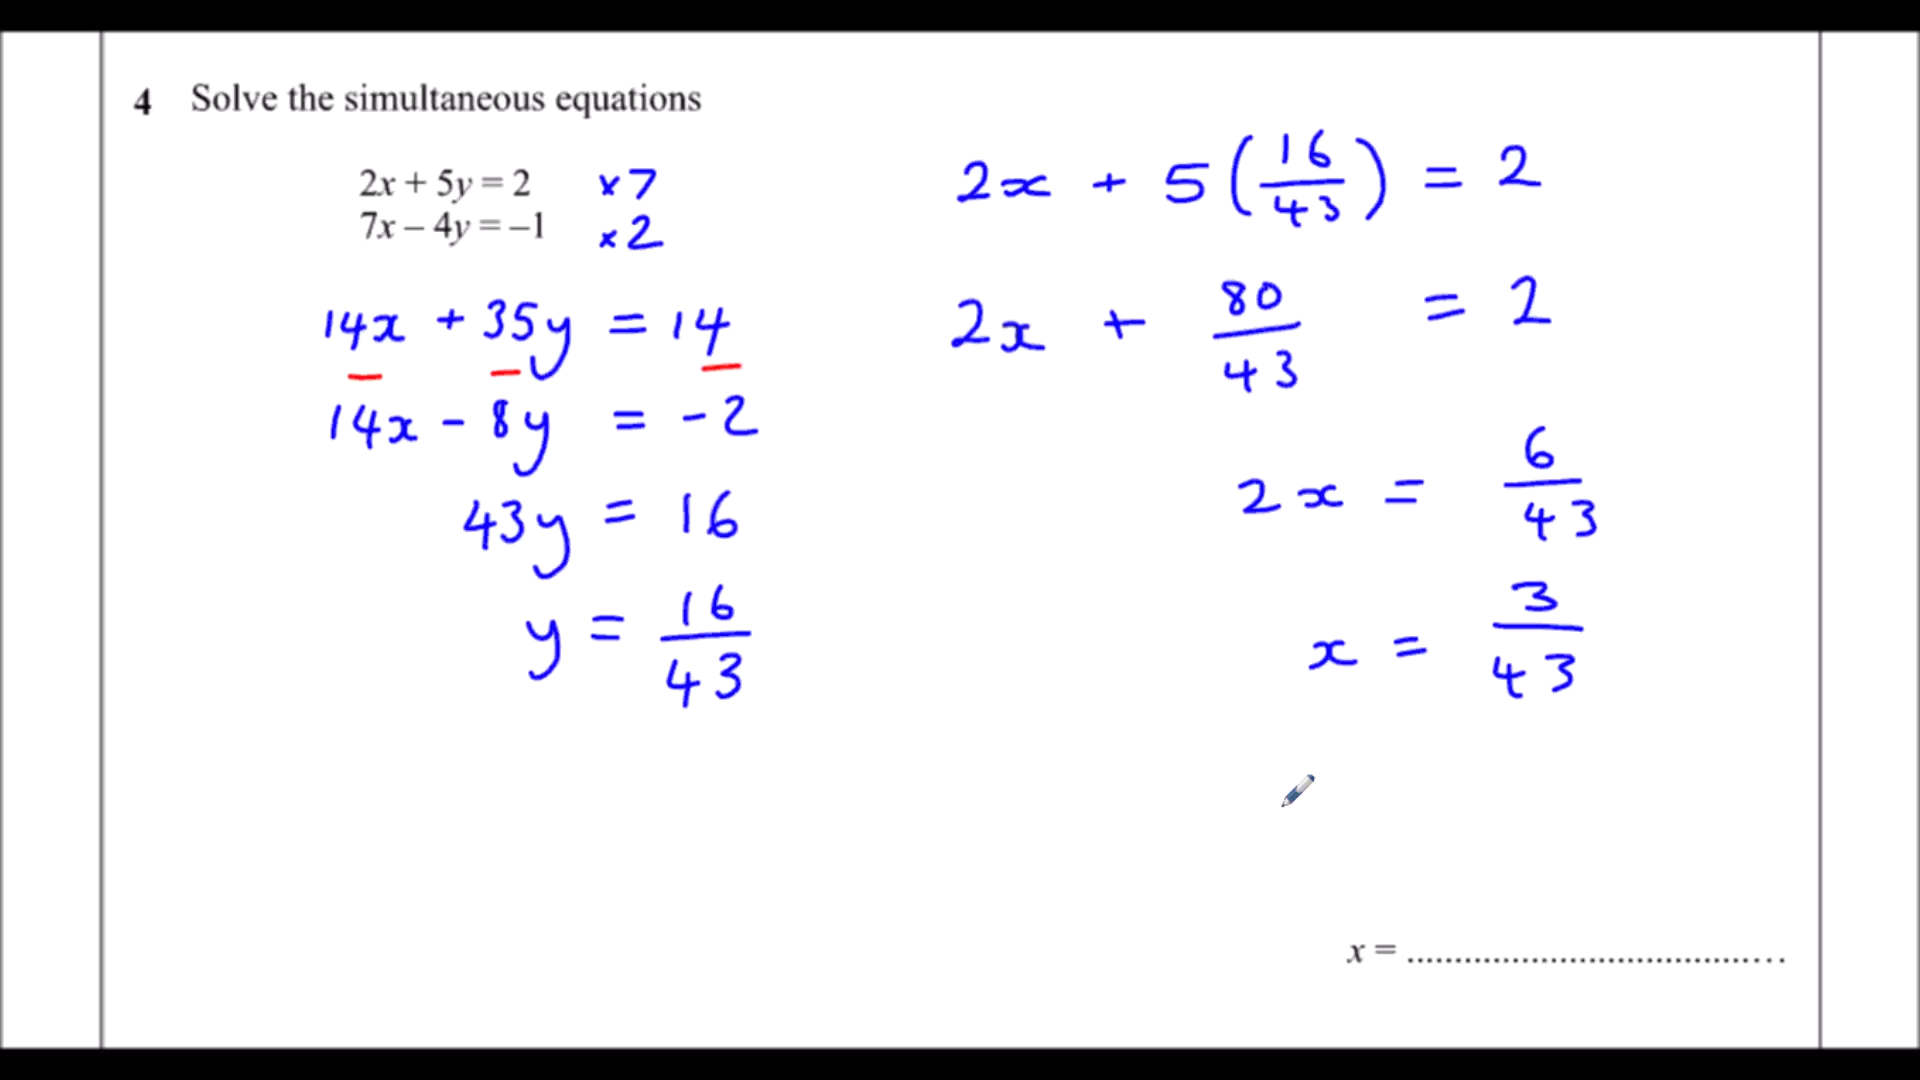 4 Solve the simultaneous equations
2x + 5y = 2 ×7
7x – 4y = –1 ×2
14x + 35y = 14
14x - 8y = -2
43y = 16
y = 16/43
2x + 5(16/43) = 2
2x + 80/43 = 2
2x = 6/43
x = 3/43
x = ........................................